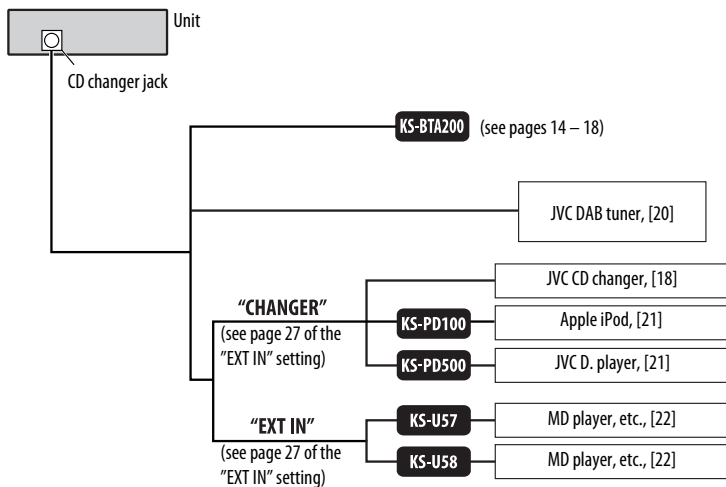 Unit
CD changer jack
KS-BTA200 (see pages 14 – 18)
JVC DAB tuner, [20]
JVC CD changer, [18]
“CHANGER”
(see page 27 of the
”EXT IN” setting)
KS-PD100
Apple iPod, [21]
KS-PD500
JVC D. player, [21]
“EXT IN”
(see page 27 of the
“EXT IN” setting)
KS-U57
MD player, etc., [22]
KS-U58
MD player, etc., [22]